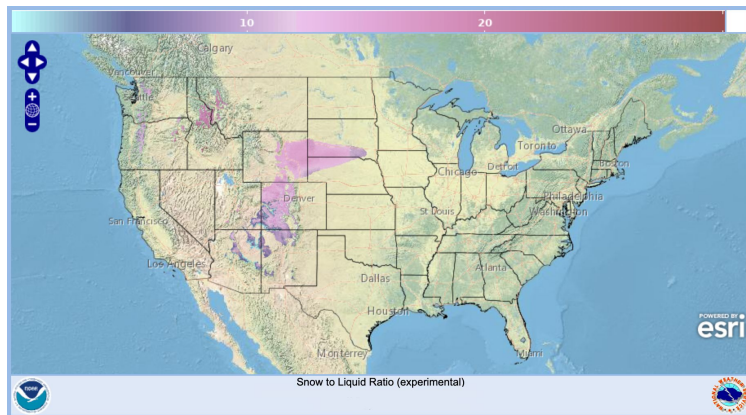 10 20
Calgary
Vancouver
Seattle
Ottawa
Toronto
Boston
Detroit
Chicago
Philadelphia
Denver
St Louis
Washington
San Francisco
Los Angeles
Atlanta
Dallas
Houston
Miami
Monterrey
POWERED BY
esri
Snow to Liquid Ratio (experimental)
NOAA